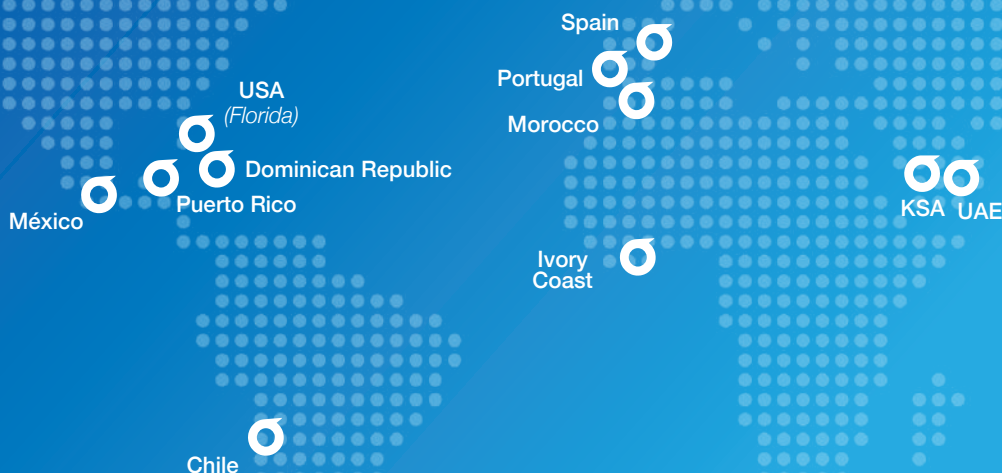 Spain
Portugal
Morocco
USA
(Florida)
Dominican Republic
Puerto Rico
México
KSA
UAE
Ivory
Coast
Chile